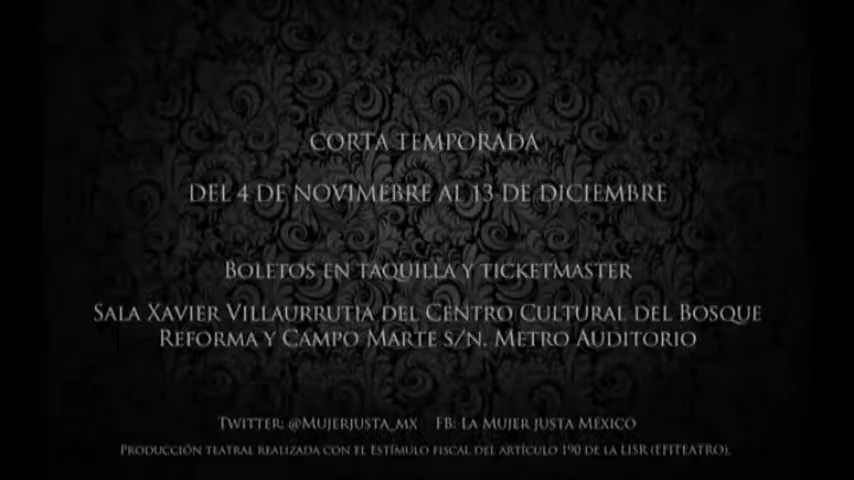 CORTA TEMPORADA
DEL 4 DE NOVIMEBRE AL 13 DE DICIEMBRE
BOLETOS EN TAQUILLA Y TICKETMASTER
SALA XAVIER VILLAURRUTIA DEL CENTRO CULTURAL DEL BOSQUE
REFORMA Y CAMPO MARTE S/N. METRO AUDITORIO
TWITTER: @MUJERJUSTA_MX FB: LA MUJER JUSTA MÉXICO
PRODUCCIÓN TEATRAL REALIZADA CON EL ESTÍMULO FISCAL DEL ARTÍCULO 190 DE LA LISR (EFITEATRO).